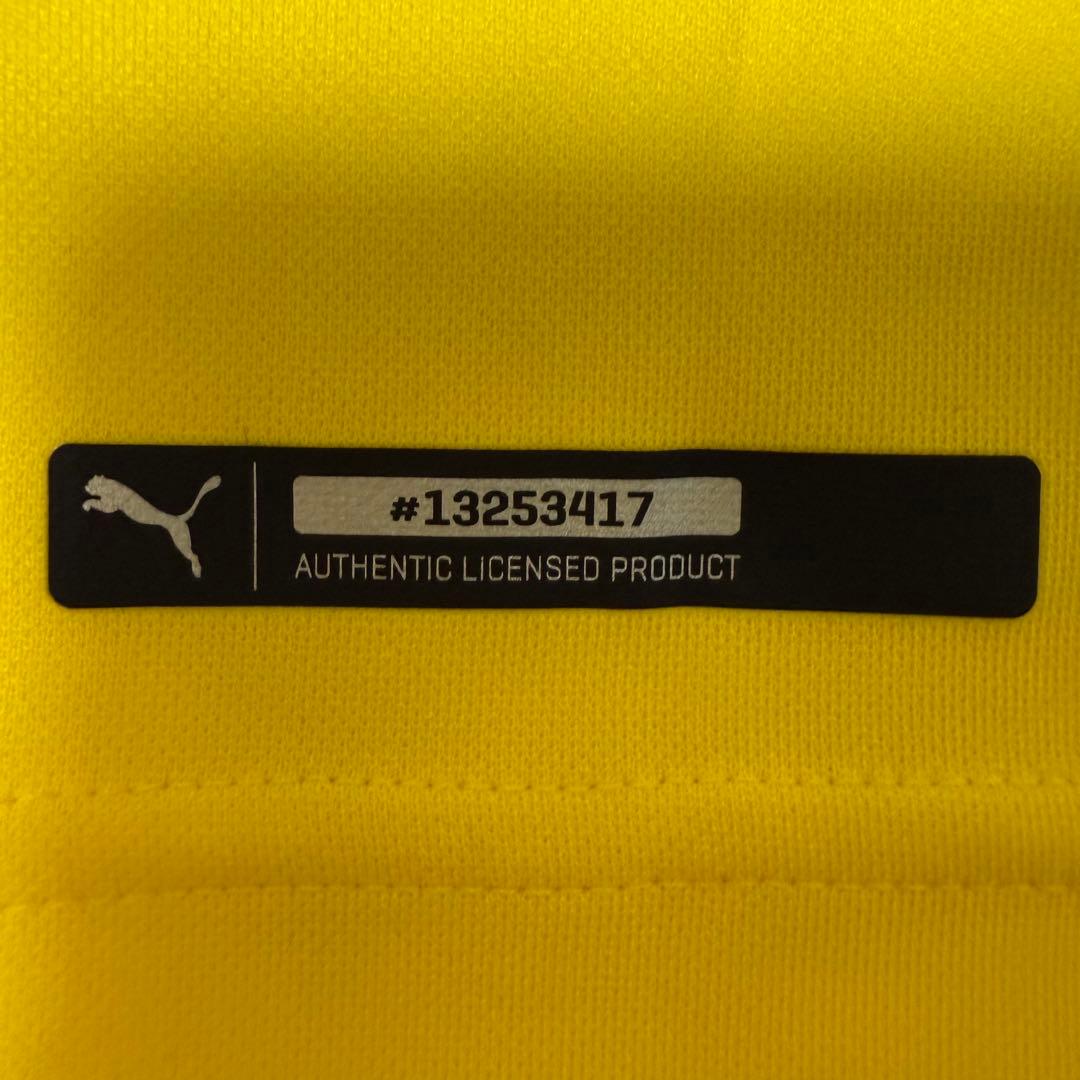 #13253417
AUTHENTIC LICENSED PRODUCT